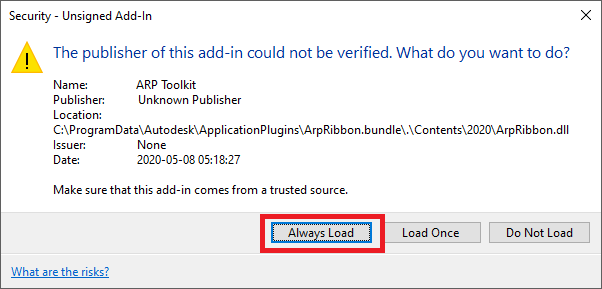 Security - Unsigned Add-In
The publisher of this add-in could not be verified. What do you want to do?
Name: ARP Toolkit
Publisher: Unknown Publisher
Location:
C:\ProgramData\Autodesk\ApplicationPlugins\ArpRibbon.bundle\.\Contents\2020\ArpRibbon.dll
Issuer: None
Date: 2020-05-08 05:18:27
Make sure that this add-in comes from a trusted source.
Always Load Load Once Do Not Load
What are the risks?